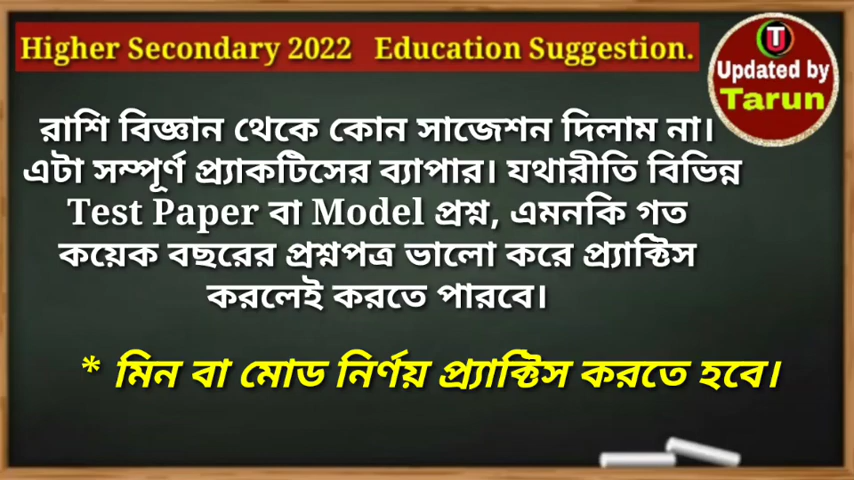 Higher Secondary 2022 Education Suggestion.
U
Updated by
Tarun
রাশি বিজ্ঞান থেকে কোন সাজেশন দিলাম না।
এটা সম্পূর্ণ প্র্যাকটিসের ব্যাপার। যথারীতি বিভিন্ন
Test Paper বা Model প্রশ্ন, এমনকি গত
কয়েক বছরের প্রশ্নপত্র ভালো করে প্র্যাক্টিস
করলেই করতে পারবে।
* মিন বা মোড নির্ণয় প্র্যাক্টিস করতে হবে।